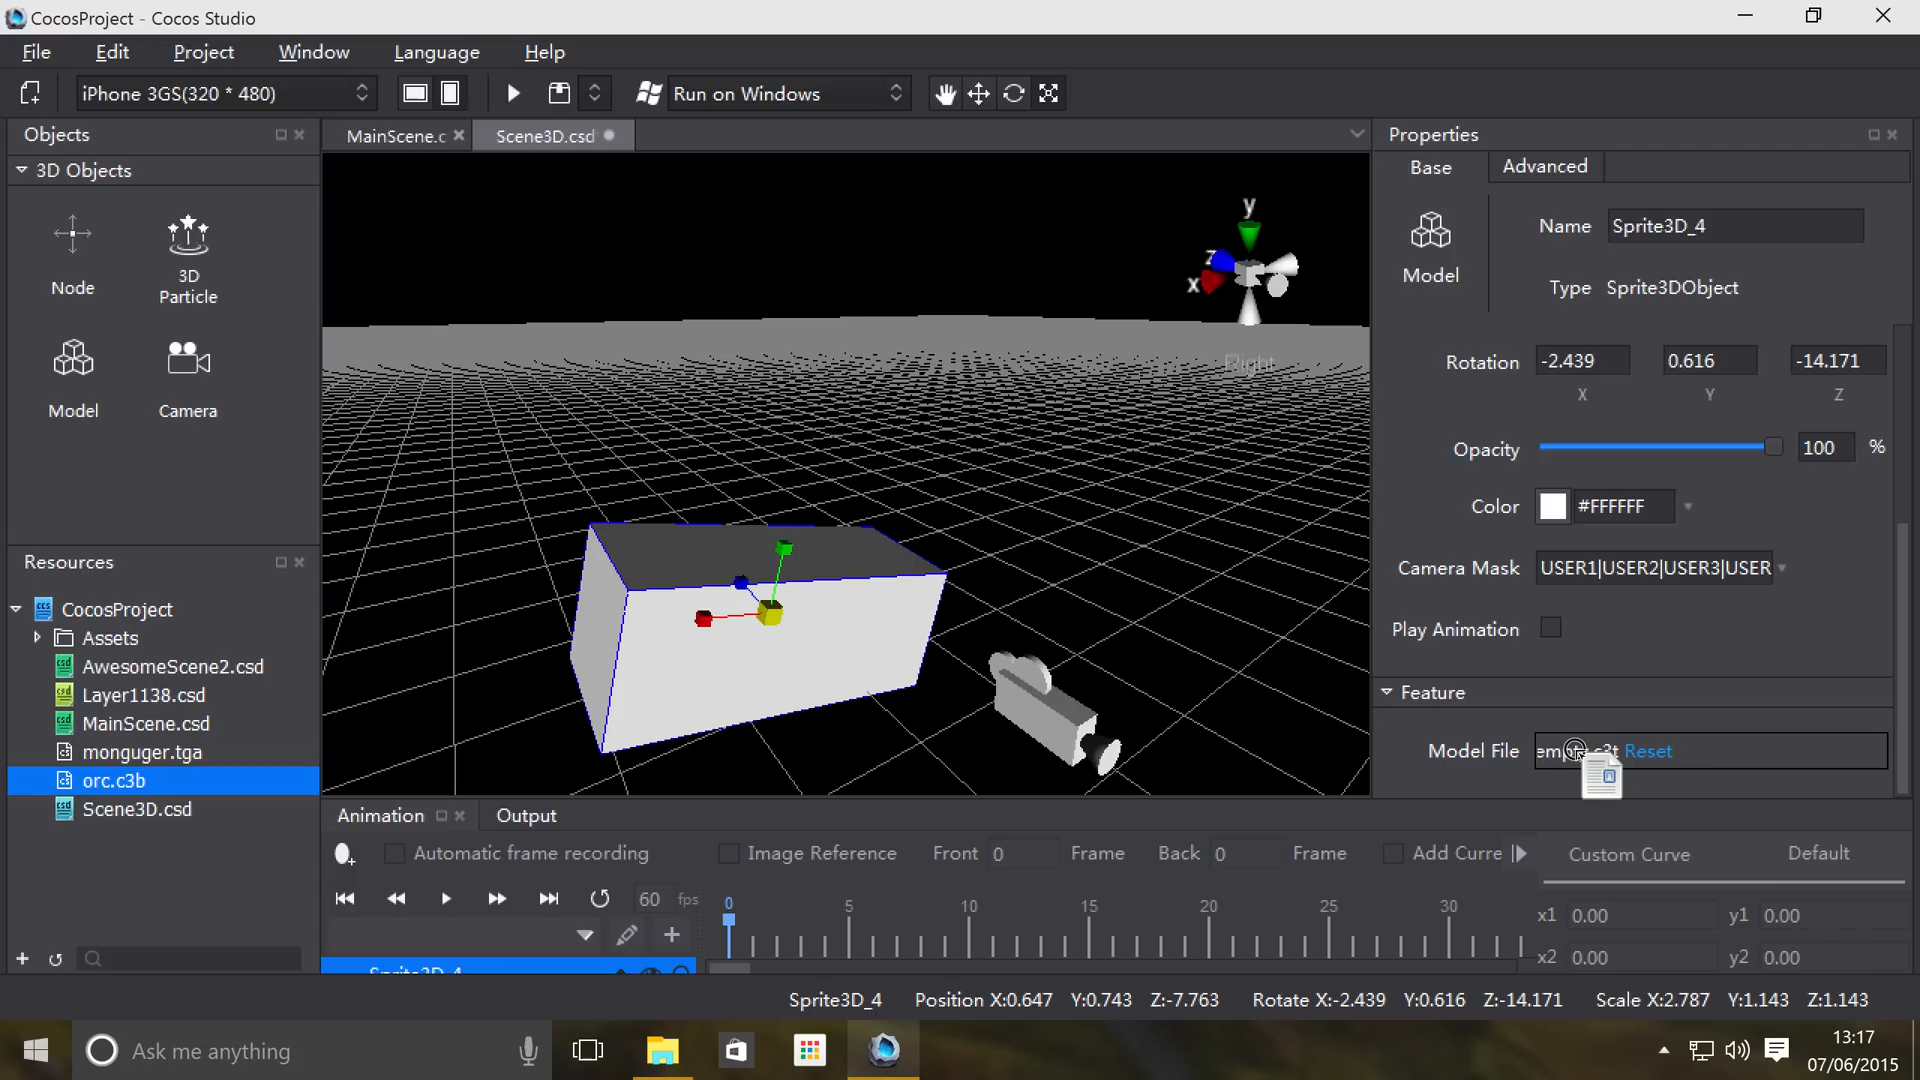 CocosProject - Cocos Studio
File Edit Project Window Language Help
iPhone 3GS(320 * 480)
Run on Windows
Objects
3D Objects
Node
3D
Particle
Model
Camera
Resources
CocosProject
Assets
AwesomeScene2.csd
Layer1138.csd
MainScene.csd
monguger.tga
orc.c3b
Scene3D.csd
MainScene.c
Scene3D.csd
y
z
x
Right
Properties
Base
Advanced
Model
Name Sprite3D_4
Type Sprite3DObject
Rotation -2.439 0.616 -14.171
X Y Z
Opacity 100 %
Color #FFFFFF
Camera Mask USER1|USER2|USER3|USER
Play Animation
Feature
Model File Reset
Animation
Output
Automatic frame recording
Image Reference
Front 0 Frame
Back 0 Frame
Add Curre
Custom Curve
Default
60 fps
0 5 10 15 20 25 30
x1 0.00 y1 0.00
x2 0.00 y2 0.00
Sprite3D_4
Sprite3D_4 Position X:0.647 Y:0.743 Z:-7.763 Rotate X:-2.439 Y:0.616 Z:-14.171 Scale X:2.787 Y:1.143 Z:1.143
Ask me anything
13:17
07/06/2015